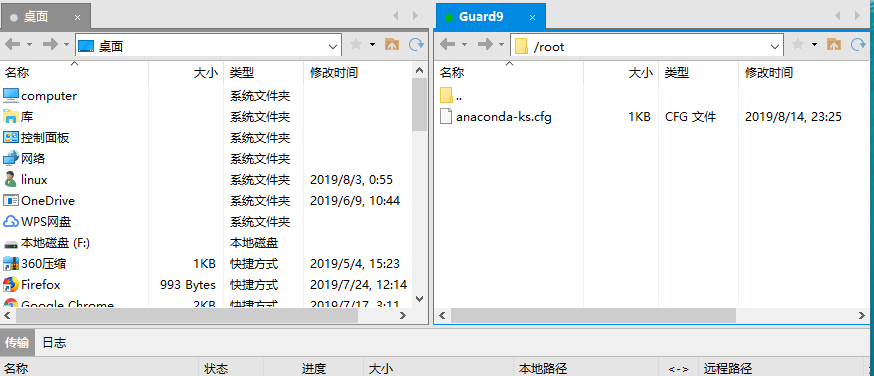 桌面 Guard9
桌面 /root
名称 大小 类型 修改时间 名称 大小 类型 修改时间
computer 系统文件夹 ..
库 系统文件夹 anaconda-ks.cfg 1KB CFG 文件 2019/8/14, 23:25
控制面板 系统文件夹
网络 系统文件夹
linux 系统文件夹 2019/8/3, 0:55
OneDrive 系统文件夹 2019/6/9, 10:44
WPS网盘 系统文件夹
本地磁盘 (F:) 本地磁盘
360压缩 1KB 快捷方式 2019/5/4, 15:23
Firefox 993 Bytes 快捷方式 2019/7/24, 12:14
Google Chrome 2KB 快捷方式 2019/7/17, 3:11
传输 日志
名称 状态 进度 大小 本地路径 <-> 远程路径